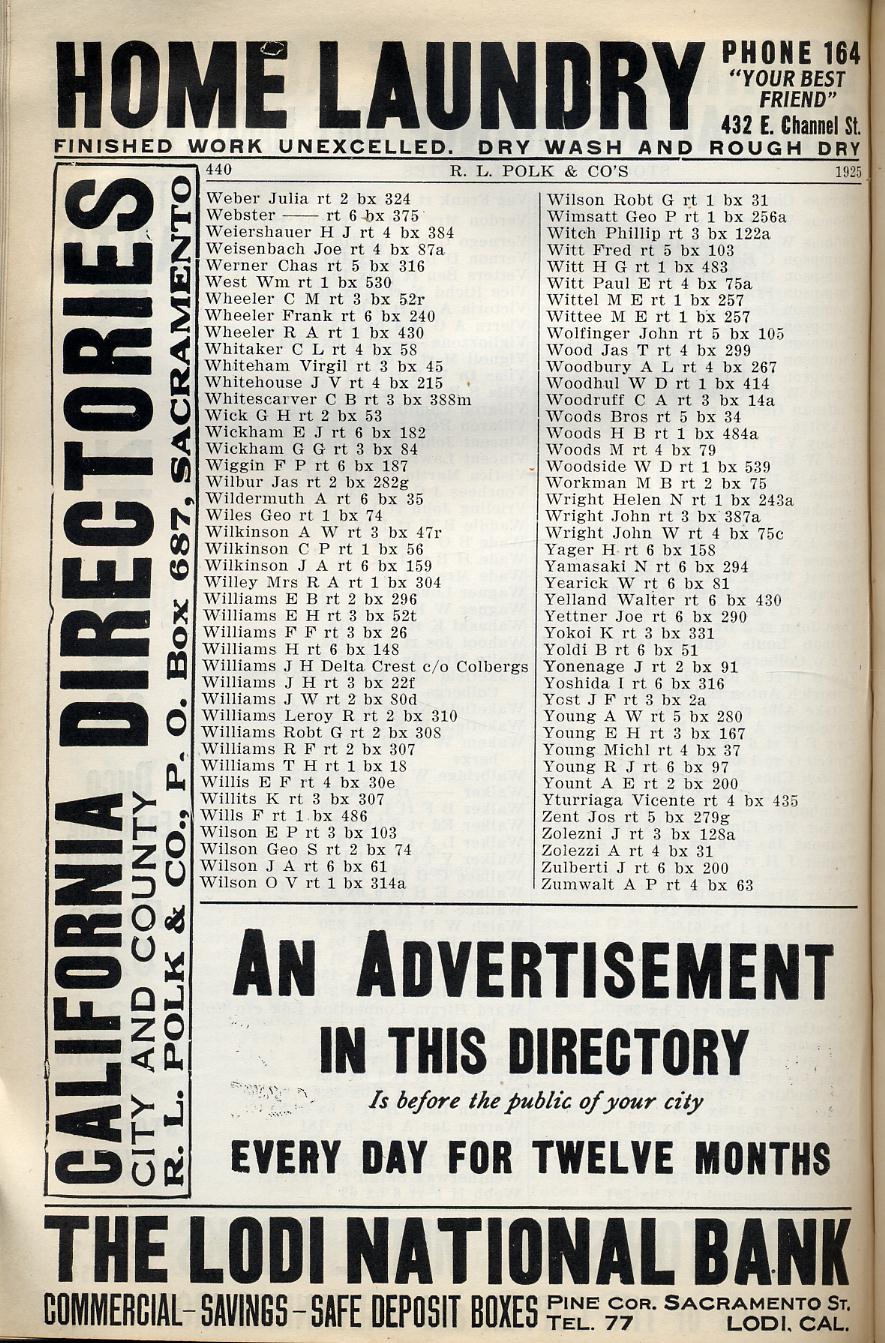 HOME LAUNDRY
PHONE 164
"YOUR BEST
FRIEND"
432 E. Channel St.
FINISHED WORK UNEXCELLED. DRY WASH AND ROUGH DRY
440 R. L. POLK & CO'S 1925
CALIFORNIA DIRECTORIES
CITY AND COUNTY
R. L. POLK & CO., P. O. Box 687, SACRAMENTO
Weber Julia rt 2 bx 324
Webster —— rt 6 bx 375
Weiershauer H J rt 4 bx 384
Weisenbach Joe rt 4 bx 87a
Werner Chas rt 5 bx 316
West Wm rt 1 bx 530
Wheeler C M rt 3 bx 52r
Wheeler Frank rt 6 bx 240
Wheeler R A rt 1 bx 430
Whitaker C L rt 4 bx 58
Whiteham Virgil rt 3 bx 45
Whitehouse J V rt 4 bx 215
Whitescarver C B rt 3 bx 388m
Wick G H rt 2 bx 53
Wickham E J rt 6 bx 182
Wickham G G rt 3 bx 84
Wiggin F P rt 6 bx 187
Wilbur Jas rt 2 bx 282g
Wildermuth A rt 6 bx 35
Wiles Geo rt 1 bx 74
Wilkinson A W rt 3 bx 47r
Wilkinson C P rt 1 bx 56
Wilkinson J A rt 6 bx 159
Willey Mrs R A rt 1 bx 304
Williams E B rt 2 bx 296
Williams E H rt 3 bx 52t
Williams F F rt 3 bx 26
Williams H rt 6 bx 148
Williams J H Delta Crest c/o Colbergs
Williams J H rt 3 bx 22f
Williams J W rt 2 bx 80d
Williams Leroy R rt 2 bx 310
Williams Robt G rt 2 bx 308
Williams R F rt 2 bx 307
Williams T H rt 1 bx 18
Willis E F rt 4 bx 30e
Willits K rt 3 bx 307
Wills F rt 1 bx 486
Wilson E P rt 3 bx 103
Wilson Geo S rt 2 bx 74
Wilson J A rt 6 bx 61
Wilson O V rt 1 bx 314a
Wilson Robt G rt 1 bx 31
Wimsatt Geo P rt 1 bx 256a
Witch Phillip rt 3 bx 122a
Witt Fred rt 5 bx 103
Witt H G rt 1 bx 483
Witt Paul E rt 4 bx 75a
Wittel M E rt 1 bx 257
Wittee M E rt 1 bx 257
Wolfinger John rt 5 bx 105
Wood Jas T rt 4 bx 299
Woodbury A L rt 4 bx 267
Woodhul W D rt 1 bx 414
Woodruff C A rt 3 bx 14a
Woods Bros rt 5 bx 34
Woods H B rt 1 bx 484a
Woods M rt 4 bx 79
Woodside W D rt 1 bx 539
Workman M B rt 2 bx 75
Wright Helen N rt 1 bx 243a
Wright John rt 3 bx 387a
Wright John W rt 4 bx 75c
Yager H rt 6 bx 158
Yamasaki N rt 6 bx 294
Yearick W rt 6 bx 81
Yelland Walter rt 6 bx 430
Yettner Joe rt 6 bx 290
Yokoi K rt 3 bx 331
Yoldi B rt 6 bx 51
Yonenage J rt 2 bx 91
Yoshida I rt 6 bx 316
Yost J F rt 3 bx 2a
Young A W rt 5 bx 280
Young E H rt 3 bx 167
Young Michl rt 4 bx 37
Young R J rt 6 bx 97
Yount A E rt 2 bx 200
Yturriaga Vicente rt 4 bx 435
Zent Jos rt 5 bx 279g
Zolezni J rt 3 bx 128a
Zolezzi A rt 4 bx 31
Zulberti J rt 6 bx 200
Zumwalt A P rt 4 bx 63
AN ADVERTISEMENT
IN THIS DIRECTORY
Is before the public of your city
EVERY DAY FOR TWELVE MONTHS
THE LODI NATIONAL BANK
COMMERCIAL-SAVINGS-SAFE DEPOSIT BOXES
PINE COR. SACRAMENTO ST.
TEL. 77 LODI, CAL.